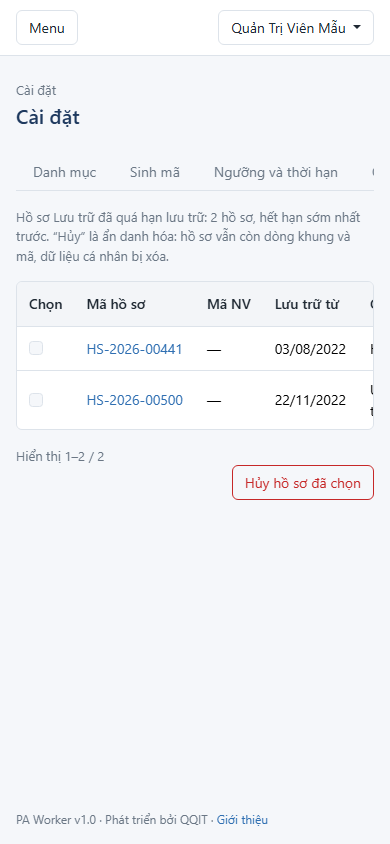 Menu
Quản Trị Viên Mẫu
Cài đặt
Cài đặt
Danh mục Sinh mã Ngưỡng và thời hạn
Hồ sơ Lưu trữ đã quá hạn lưu trữ: 2 hồ sơ, hết hạn sớm nhất
trước. “Hủy” là ẩn danh hóa: hồ sơ vẫn còn dòng khung và
mã, dữ liệu cá nhân bị xóa.
Chọn Mã hồ sơ Mã NV Lưu trữ từ
HS-2026-00441 — 03/08/2022
HS-2026-00500 — 22/11/2022
Hiển thị 1–2 / 2
Hủy hồ sơ đã chọn
PA Worker v1.0 · Phát triển bởi QQIT · Giới thiệu